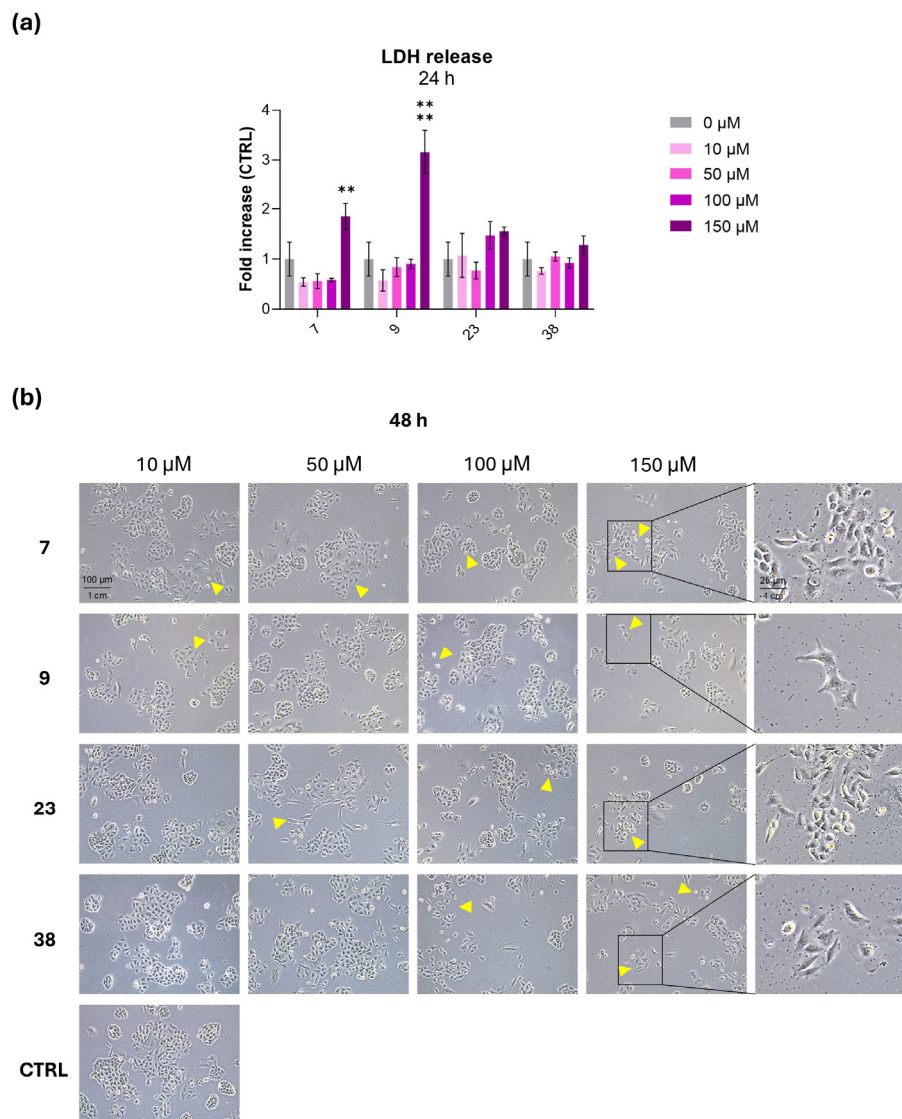 (a)
LDH release
24 h
Fold increase (CTRL)
4
3
2
1
0
**
**
**
7
9
23
38
0 µM
10 µM
50 µM
100 µM
150 µM
(b)
48 h
10 µM 50 µM 100 µM 150 µM
7
100 µm
1 cm
25 µm
1 cm
9
23
38
CTRL